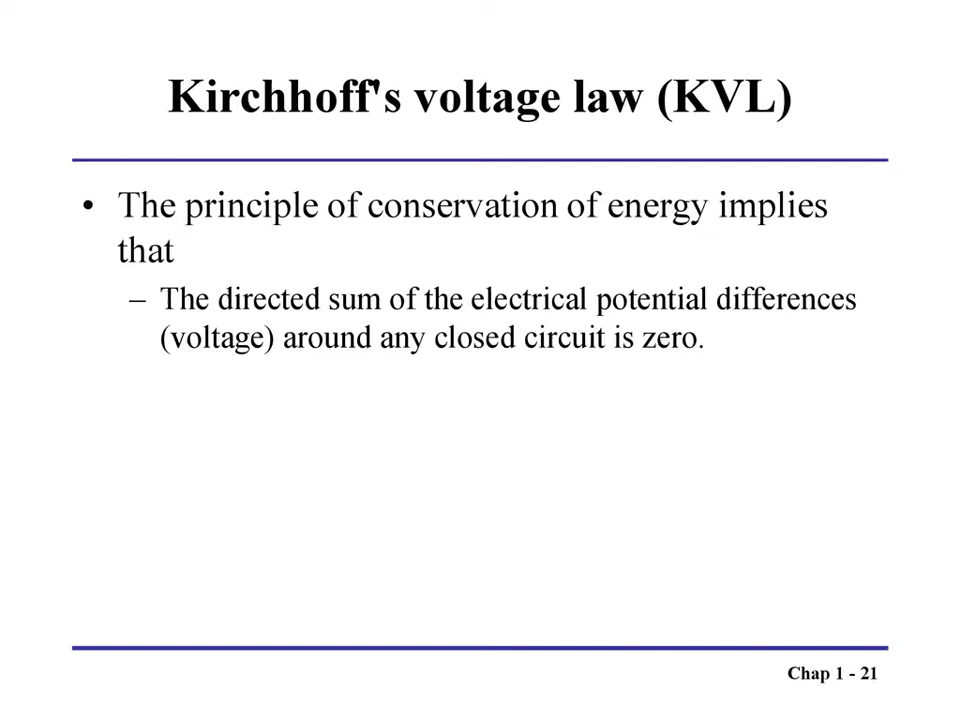 Kirchhoff's voltage law (KVL)
• The principle of conservation of energy implies
that
– The directed sum of the electrical potential differences
(voltage) around any closed circuit is zero.
Chap 1 - 21